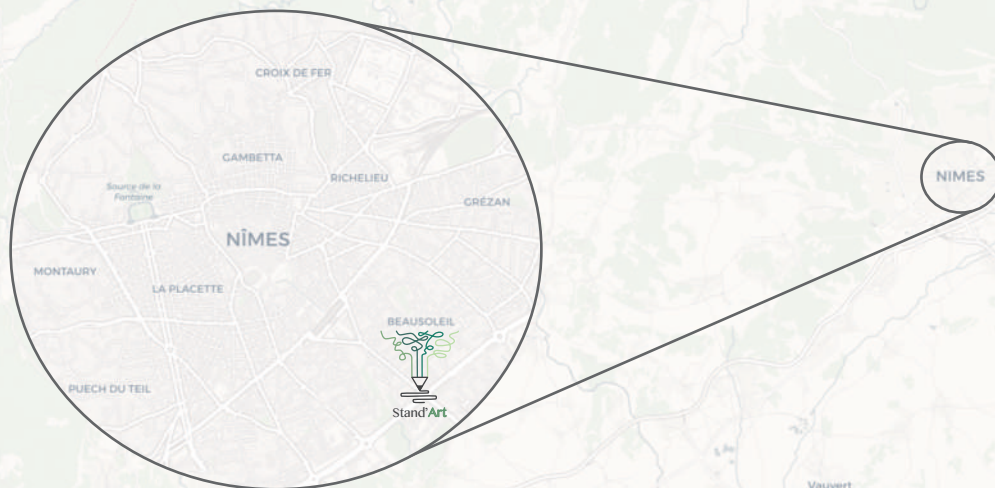 CROIX DE FER
GAMBETTA
RICHELIEU
Source de la
Fontaine
GRÉZAN
NÎMES
MONTAURY
LA PLACETTE
BEAUSOLEIL
PUECH DU TEIL
Stand'Art
NIMES
Vauvert